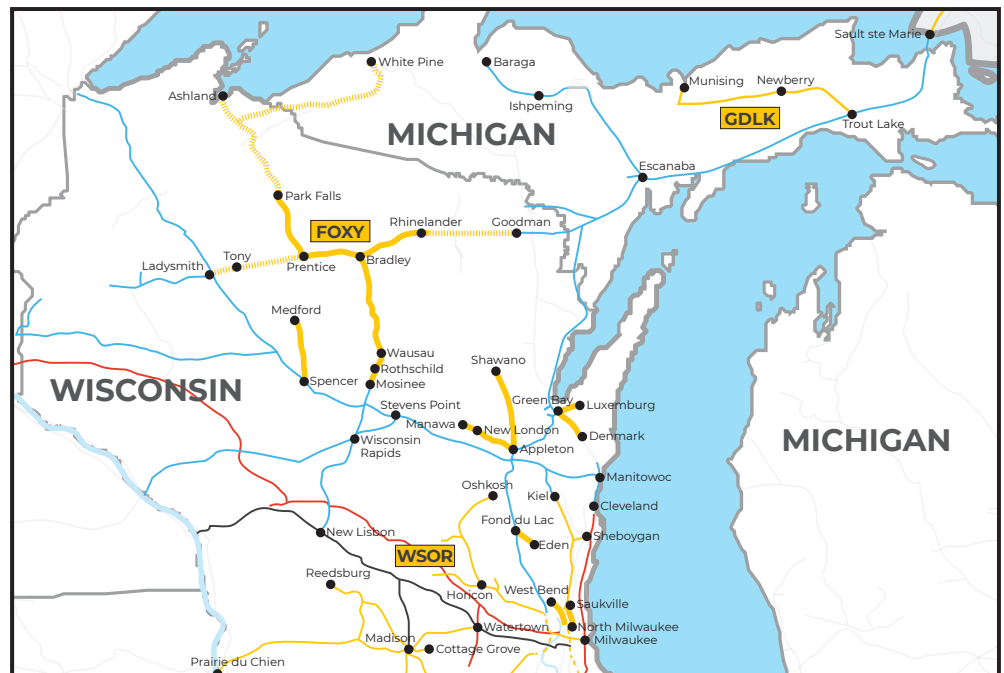 Sault ste Marie
White Pine
Baraga
Munising
Newberry
Ashland
Ishpeming
GDLK
Trout Lake
MICHIGAN
Escanaba
Park Falls
Rhinelander
Goodman
FOXY
Tony
Ladysmith
Prentice
Bradley
Medford
Wausau
Shawano
Rothschild
Spencer
Mosinee
WISCONSIN
Green Bay
Luxemburg
Stevens Point
Manawa
New London
Denmark
MICHIGAN
Wisconsin
Rapids
Appleton
Manitowoc
Oshkosh
Kiel
Cleveland
Fond du Lac
New Lisbon
Eden
Sheboygan
WSOR
Reedsburg
Horicon
West Bend
Saukville
Watertown
North Milwaukee
Madison
Milwaukee
Cottage Grove
Prairie du Chien